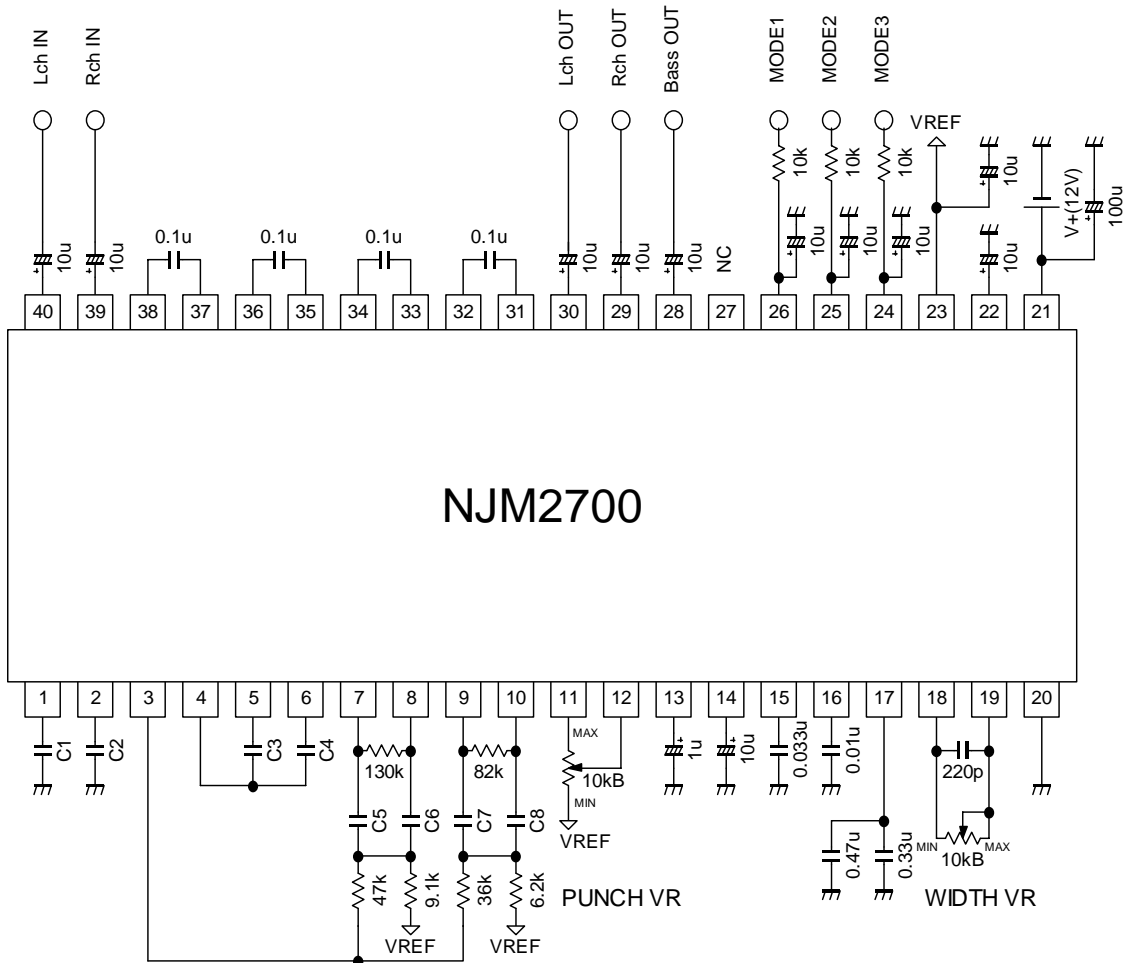 Lch IN
Rch IN
Lch OUT
Rch OUT
Bass OUT
MODE1
MODE2
MODE3
VREF
10k
10k
10k
10u
V+(12V)
100u
0.1u
0.1u
0.1u
0.1u
10u
10u
10u
10u
10u
NC
10u
10u
10u
10u
40
39
38
37
36
35
34
33
32
31
30
29
28
27
26
25
24
23
22
21
NJM2700
1
2
3
4
5
6
7
8
9
10
11
12
13
14
15
16
17
18
19
20
C1
C2
C3
C4
130k
82k
MAX
10kB
MIN
VREF
1u
10u
0.033u
0.01u
220p
C5
C6
C7
C8
0.47u
0.33u
MIN
10kB
MAX
47k
9.1k
36k
6.2k
VREF
VREF
PUNCH VR
WIDTH VR